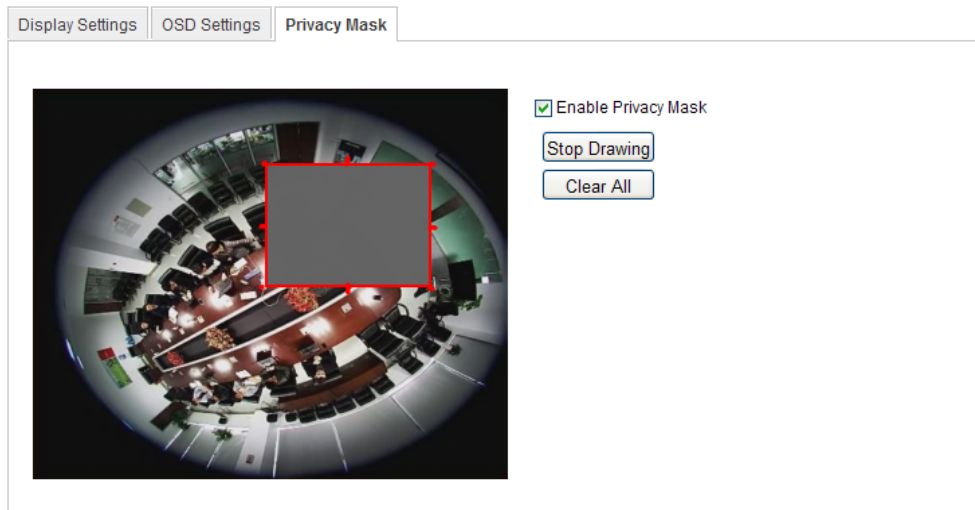 Display Settings OSD Settings Privacy Mask
Enable Privacy Mask
Stop Drawing
Clear All